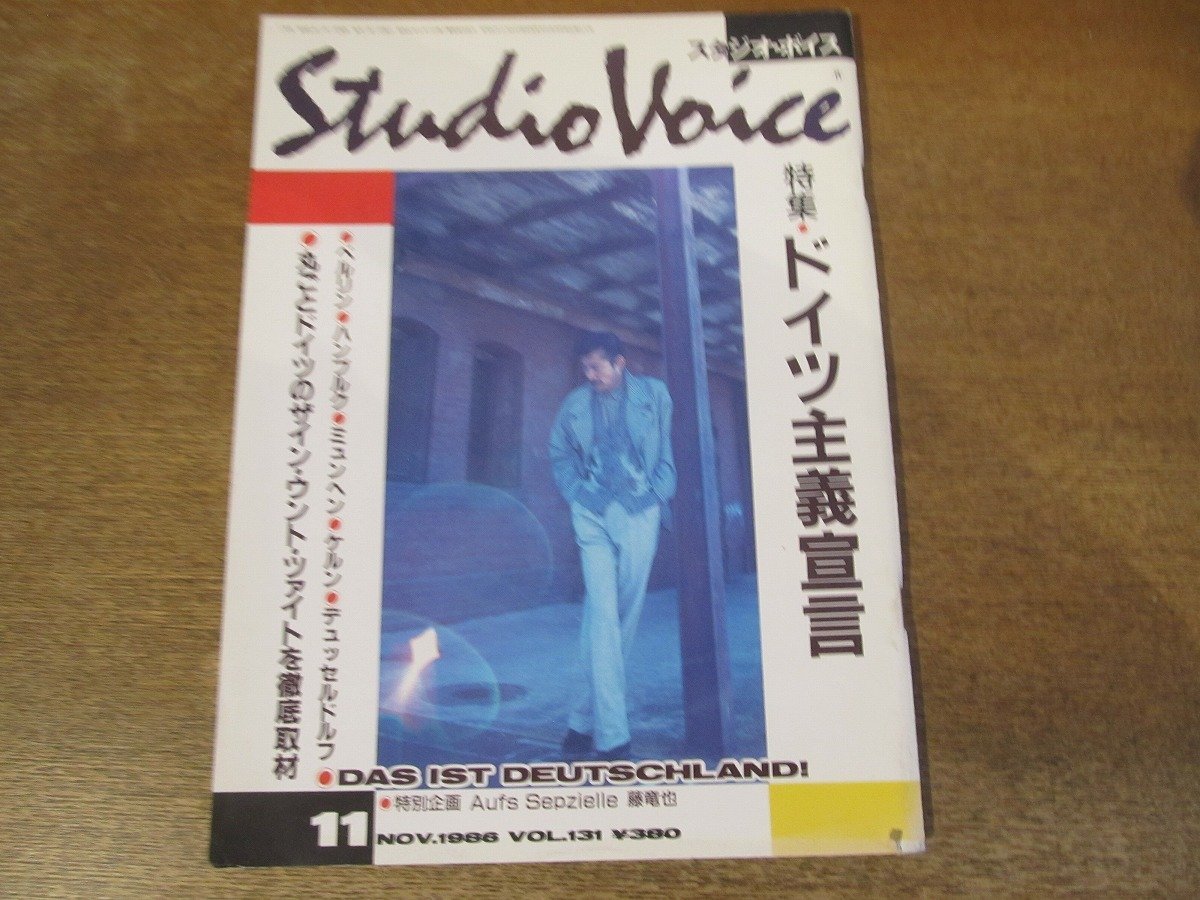 スタジオ・ボイス
Studio Voice
特集・ドイツ主義宣言
●ベルリン●ハンブルク●ミュンヘン●ケルン●デュッセルドルフ
●まるごとドイツのザイン・ウント・ツァイトを徹底取材
●DAS IST DEUTSCHLAND!
●特別企画 Aufs Sepzielle 藤竜也
11
NOV.1986 VOL.131 ¥380